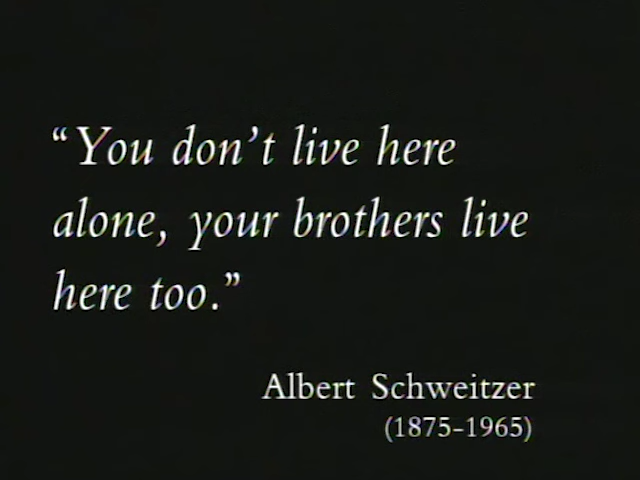 “You don’t live here
alone, your brothers live
here too.”
Albert Schweitzer
(1875-1965)